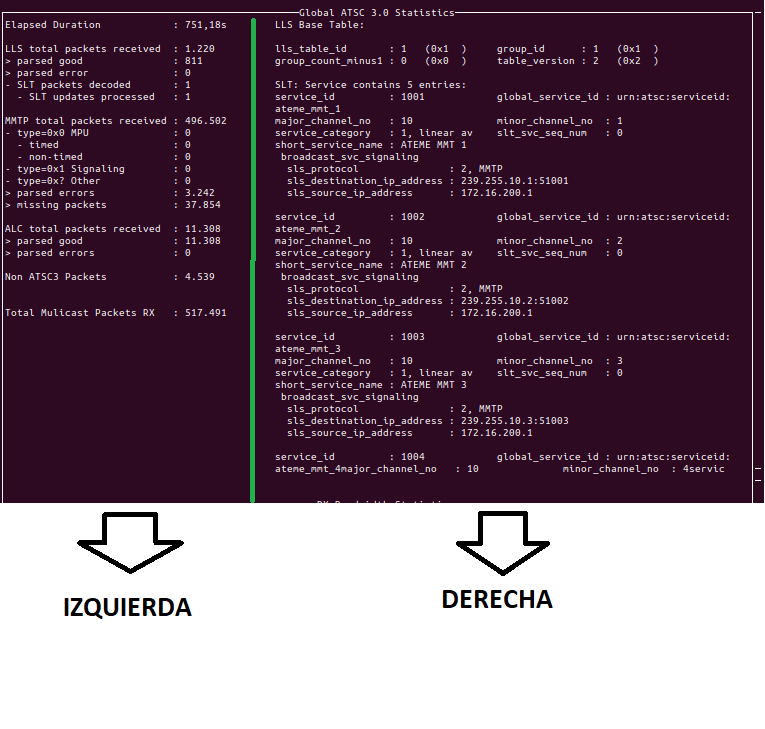 Global ATSC 3.0 Statistics
Elapsed Duration : 751,18s
LLS total packets received : 1.220
> parsed good : 811
> parsed error : 0
- SLT packets decoded : 1
- SLT updates processed : 1
MMTP total packets received : 496.502
- type=0x0 MPU : 0
- timed : 0
- non-timed : 0
- type=0x1 Signaling : 0
- type=0x? Other : 0
> parsed errors : 3.242
> missing packets : 37.854
ALC total packets received : 11.308
> parsed good : 11.308
> parsed errors : 0
Non ATSC3 Packets : 4.539
Total Mulicast Packets RX : 517.491
LLS Base Table:
lls_table_id : 1 (0x1 ) group_id : 1 (0x1 )
group_count_minus1 : 0 (0x0 ) table_version : 2 (0x2 )
SLT: Service contains 5 entries:
service_id : 1001 global_service_id : urn:atsc:serviceid:
ateme_mmt_1
major_channel_no : 10 minor_channel_no : 1
service_category : 1, linear av slt_svc_seq_num : 0
short_service_name : ATEME MMT 1
broadcast_svc_signaling
sls_protocol : 2, MMTP
sls_destination_ip_address : 239.255.10.1:51001
sls_source_ip_address : 172.16.200.1
service_id : 1002 global_service_id : urn:atsc:serviceid:
ateme_mmt_2
major_channel_no : 10 minor_channel_no : 2
service_category : 1, linear av slt_svc_seq_num : 0
short_service_name : ATEME MMT 2
broadcast_svc_signaling
sls_protocol : 2, MMTP
sls_destination_ip_address : 239.255.10.2:51002
sls_source_ip_address : 172.16.200.1
service_id : 1003 global_service_id : urn:atsc:serviceid:
ateme_mmt_3
major_channel_no : 10 minor_channel_no : 3
service_category : 1, linear av slt_svc_seq_num : 0
short_service_name : ATEME MMT 3
broadcast_svc_signaling
sls_protocol : 2, MMTP
sls_destination_ip_address : 239.255.10.3:51003
sls_source_ip_address : 172.16.200.1
service_id : 1004 global_service_id : urn:atsc:serviceid:
ateme_mmt_4major_channel_no : 10 minor_channel_no : 4servic
IZQUIERDA
DERECHA